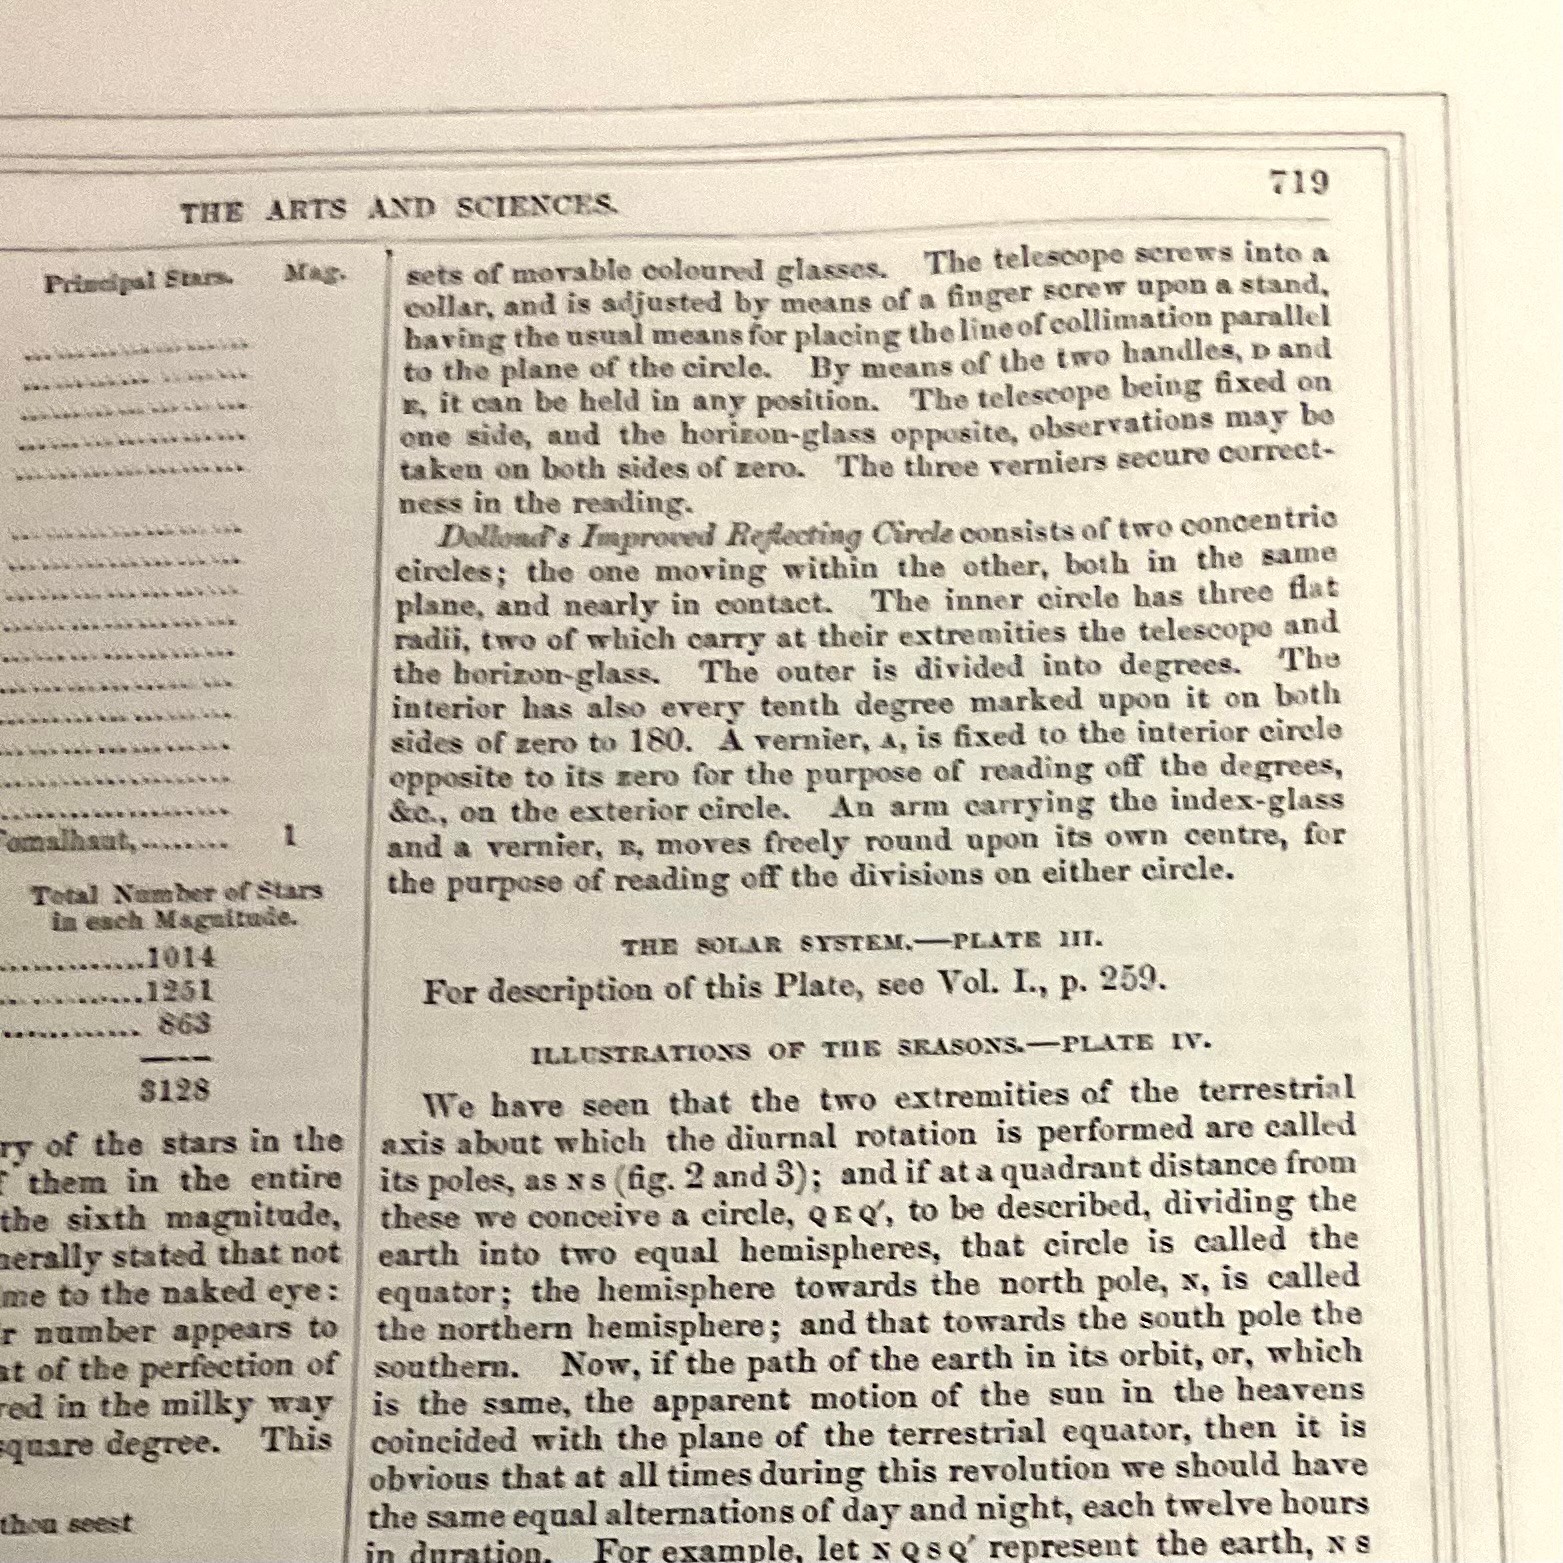 THE ARTS AND SCIENCES.
719
Principal Stars. Mag.
Fomalhaut,......... 1
Total Number of Stars
in each Magnitude.
..............1014
..............1251
............. 863
3128
ry of the stars in the
f them in the entire
the sixth magnitude,
nerally stated that not
me to the naked eye:
r number appears to
at of the perfection of
red in the milky way
square degree. This
thou seest
sets of movable coloured glasses. The telescope screws into a
collar, and is adjusted by means of a finger screw upon a stand,
having the usual means for placing the line of collimation parallel
to the plane of the circle. By means of the two handles, D and
E, it can be held in any position. The telescope being fixed on
one side, and the horizon-glass opposite, observations may be
taken on both sides of zero. The three verniers secure correct-
ness in the reading.
Dollond's Improved Reflecting Circle consists of two concentric
circles; the one moving within the other, both in the same
plane, and nearly in contact. The inner circle has three flat
radii, two of which carry at their extremities the telescope and
the horizon-glass. The outer is divided into degrees. The
interior has also every tenth degree marked upon it on both
sides of zero to 180. A vernier, A, is fixed to the interior circle
opposite to its zero for the purpose of reading off the degrees,
&c., on the exterior circle. An arm carrying the index-glass
and a vernier, B, moves freely round upon its own centre, for
the purpose of reading off the divisions on either circle.
THE SOLAR SYSTEM.—PLATE III.
For description of this Plate, see Vol. I., p. 259.
ILLUSTRATIONS OF THE SEASONS.—PLATE IV.
We have seen that the two extremities of the terrestrial
axis about which the diurnal rotation is performed are called
its poles, as N S (fig. 2 and 3); and if at a quadrant distance from
these we conceive a circle, Q E Q′, to be described, dividing the
earth into two equal hemispheres, that circle is called the
equator; the hemisphere towards the north pole, N, is called
the northern hemisphere; and that towards the south pole the
southern. Now, if the path of the earth in its orbit, or, which
is the same, the apparent motion of the sun in the heavens
coincided with the plane of the terrestrial equator, then it is
obvious that at all times during this revolution we should have
the same equal alternations of day and night, each twelve hours
in duration. For example, let N Q S Q′ represent the earth, N S